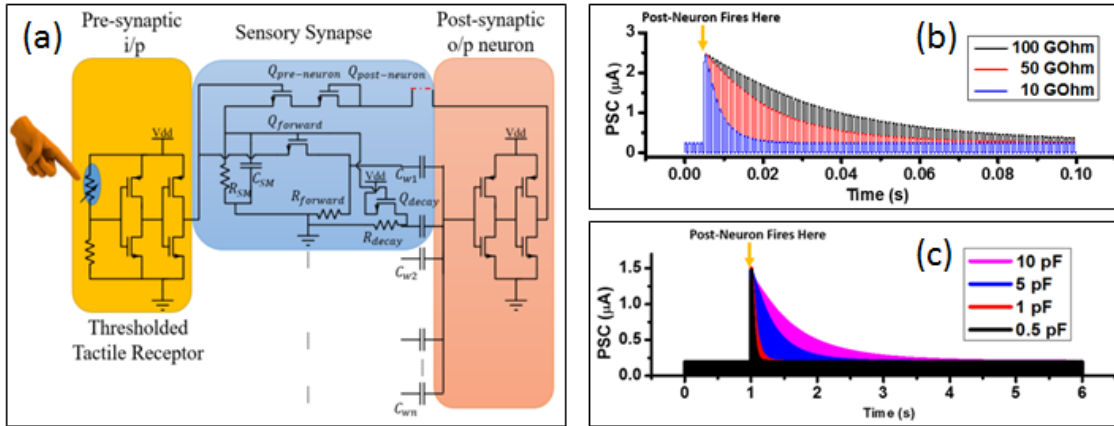 (a)
Pre-synaptic
i/p
Sensory Synapse
Post-synaptic
o/p neuron
Q_pre-neuron
Q_post-neuron
Vdd
Q_forward
C_SM
R_SM
R_forward
Vdd
Q_decay
R_decay
C_w1
C_w2
C_wn
Vdd
Thresholded
Tactile Receptor
Post-Neuron Fires Here
(b)
100 GOhm
50 GOhm
10 GOhm
PSC (µA)
3
2
1
0
0.00 0.02 0.04 0.06 0.08 0.10
Time (s)
Post-Neuron Fires Here
(c)
10 pF
5 pF
1 pF
0.5 pF
PSC (µA)
1.5
1.0
0.5
0.0
0 1 2 3 4 5 6
Time (s)